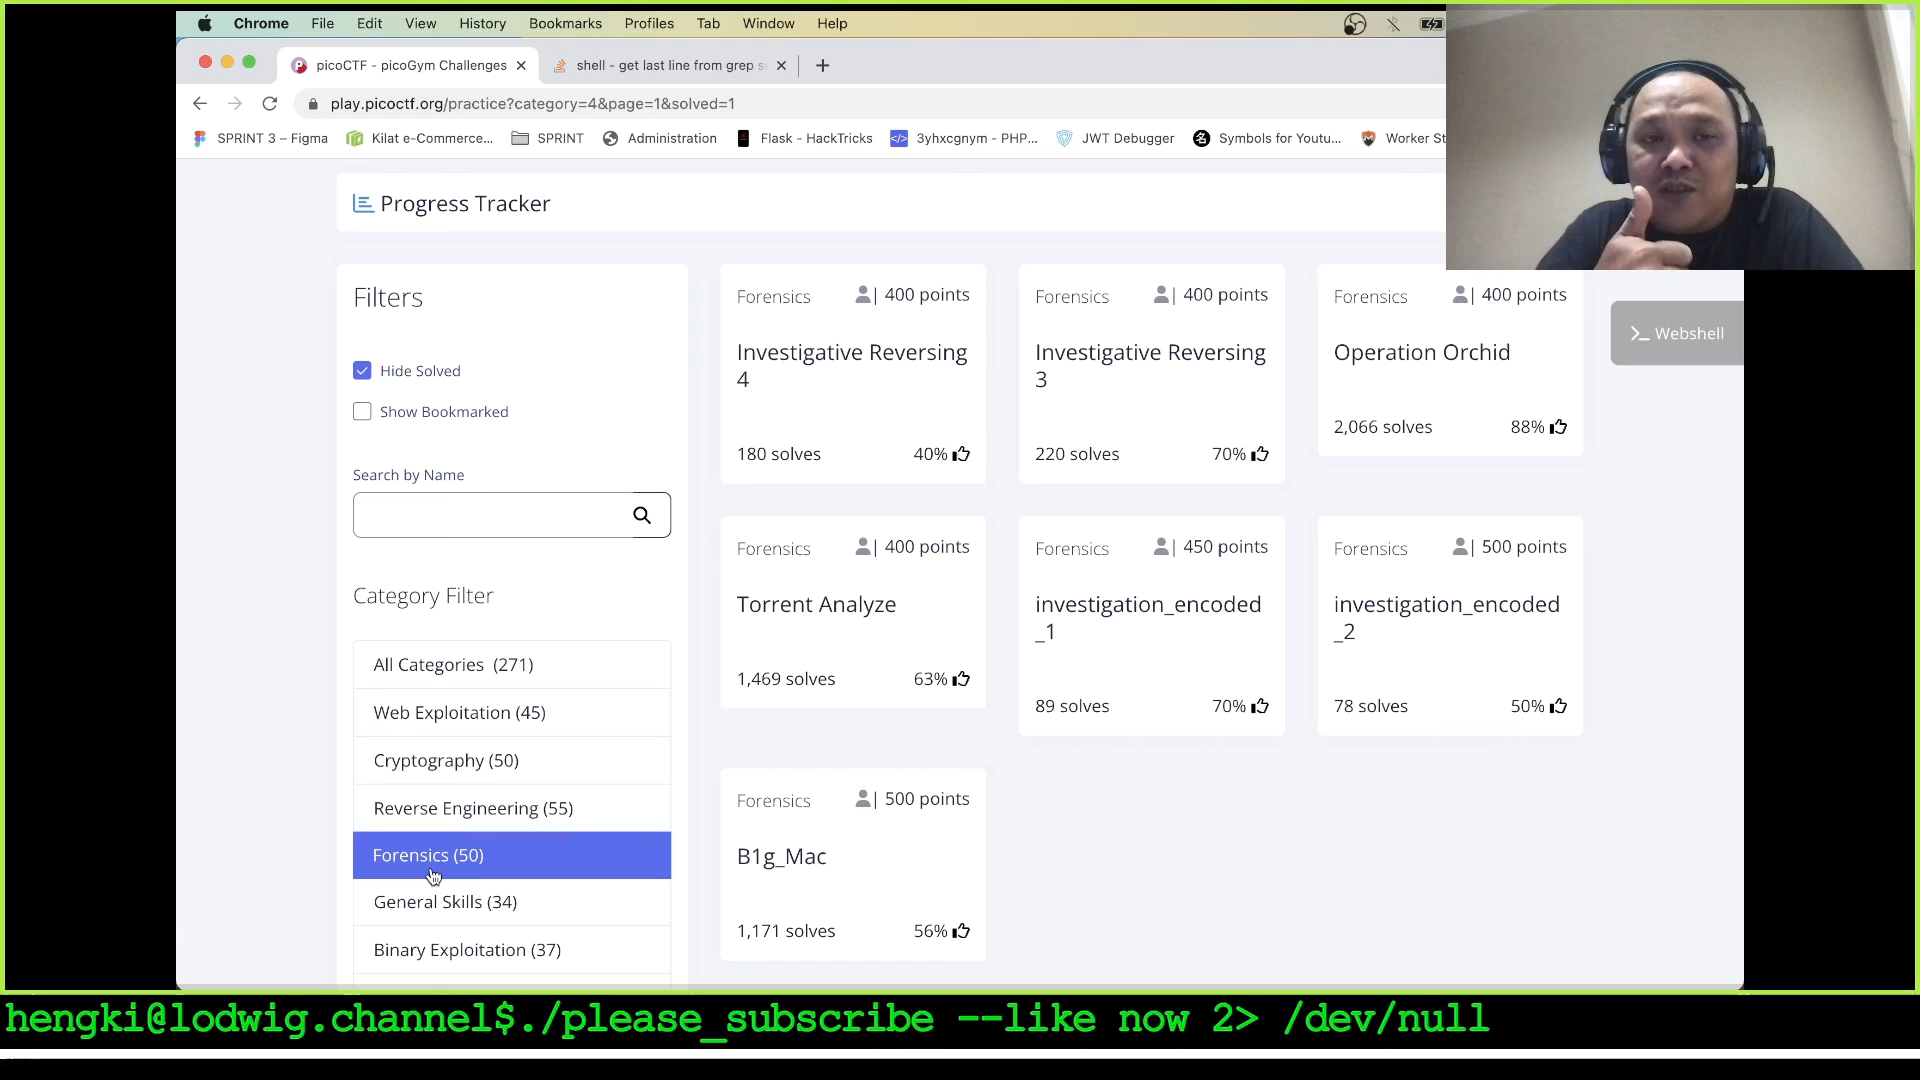 Chrome File Edit View History Bookmarks Profiles Tab Window Help
picoCTF - picoGym Challenges shell - get last line from grep s
play.picoctf.org/practice?category=4&page=1&solved=1
SPRINT 3 – Figma Kilat e-Commerce... SPRINT Administration Flask - HackTricks 3yhxcgnym - PHP... JWT Debugger Symbols for Youtu... Worker St
Progress Tracker
Filters
Hide Solved
Show Bookmarked
Search by Name
Category Filter
All Categories (271)
Web Exploitation (45)
Cryptography (50)
Reverse Engineering (55)
Forensics (50)
General Skills (34)
Binary Exploitation (37)
Forensics | 400 points
Investigative Reversing
4
180 solves 40%
Forensics | 400 points
Investigative Reversing
3
220 solves 70%
Forensics | 400 points
Operation Orchid
2,066 solves 88%
Webshell
Forensics | 400 points
Torrent Analyze
1,469 solves 63%
Forensics | 450 points
investigation_encoded
_1
89 solves 70%
Forensics | 500 points
investigation_encoded
_2
78 solves 50%
Forensics | 500 points
B1g_Mac
1,171 solves 56%
hengki@lodwig.channel$./please_subscribe --like now 2> /dev/null